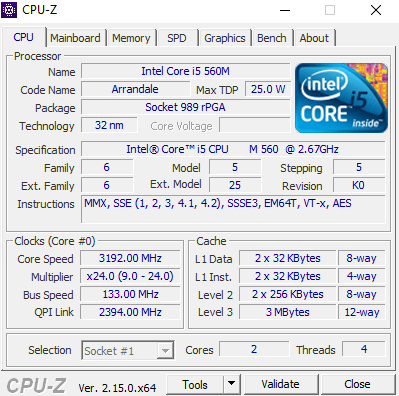 CPU-Z
CPU Mainboard Memory SPD Graphics Bench About
Processor
Name Intel Core i5 560M
Code Name Arrandale Max TDP 25.0 W
Package Socket 989 rPGA
Technology 32 nm Core Voltage
intel i5
CORE inside™
Specification Intel® Core™ i5 CPU M 560 @ 2.67GHz
Family 6 Model 5 Stepping 5
Ext. Family 6 Ext. Model 25 Revision K0
Instructions MMX, SSE (1, 2, 3, 4.1, 4.2), SSSE3, EM64T, VT-x, AES
Clocks (Core #0)
Core Speed 3192.00 MHz
Multiplier x24.0 (9.0 - 24.0)
Bus Speed 133.00 MHz
QPI Link 2394.00 MHz
Cache
L1 Data 2 x 32 KBytes 8-way
L1 Inst. 2 x 32 KBytes 4-way
Level 2 2 x 256 KBytes 8-way
Level 3 3 MBytes 12-way
Selection Socket #1 Cores 2 Threads 4
CPU-Z Ver. 2.15.0.x64 Tools Validate Close